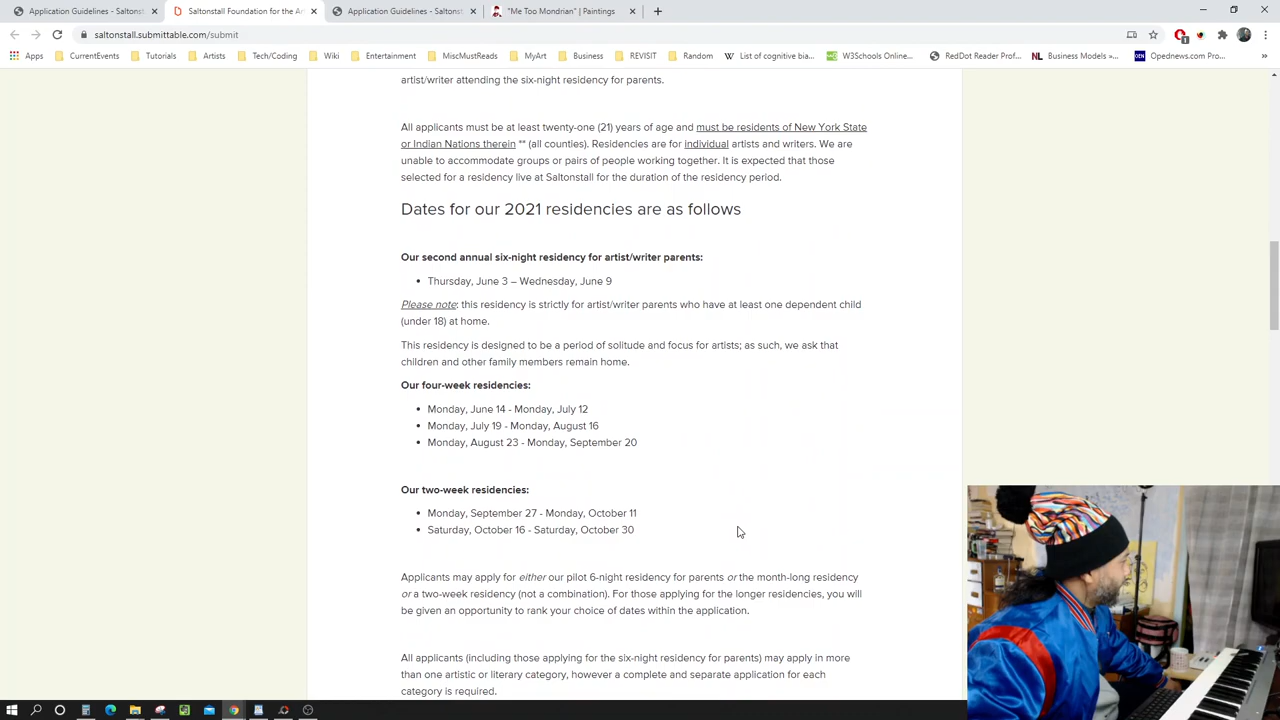 Application Guidelines - Saltonst
Saltonstall Foundation for the Ar
Application Guidelines - Saltonst
"Me Too Mondrian" | Paintings
saltonstall.submittable.com/submit
1
Apps
CurrentEvents
Tutorials
Artists
Tech/Coding
Wiki
Entertainment
MiscMustReads
MyArt
Business
REVISIT
Random
List of cognitive bia...
W3Schools Online...
RedDot Reader Prof...
Business Models »...
Opednews.com Pro...
artist/writer attending the six-night residency for parents.
All applicants must be at least twenty-one (21) years of age and must be residents of New York State
or Indian Nations therein ** (all counties). Residencies are for individual artists and writers. We are
unable to accommodate groups or pairs of people working together. It is expected that those
selected for a residency live at Saltonstall for the duration of the residency period.
Dates for our 2021 residencies are as follows
Our second annual six-night residency for artist/writer parents:
• Thursday, June 3 – Wednesday, June 9
Please note: this residency is strictly for artist/writer parents who have at least one dependent child
(under 18) at home.
This residency is designed to be a period of solitude and focus for artists; as such, we ask that
children and other family members remain home.
Our four-week residencies:
• Monday, June 14 - Monday, July 12
• Monday, July 19 - Monday, August 16
• Monday, August 23 - Monday, September 20
Our two-week residencies:
• Monday, September 27 - Monday, October 11
• Saturday, October 16 - Saturday, October 30
Applicants may apply for either our pilot 6-night residency for parents or the month-long residency
or a two-week residency (not a combination). For those applying for the longer residencies, you will
be given an opportunity to rank your choice of dates within the application.
All applicants (including those applying for the six-night residency for parents) may apply in more
than one artistic or literary category, however a complete and separate application for each
category is required.